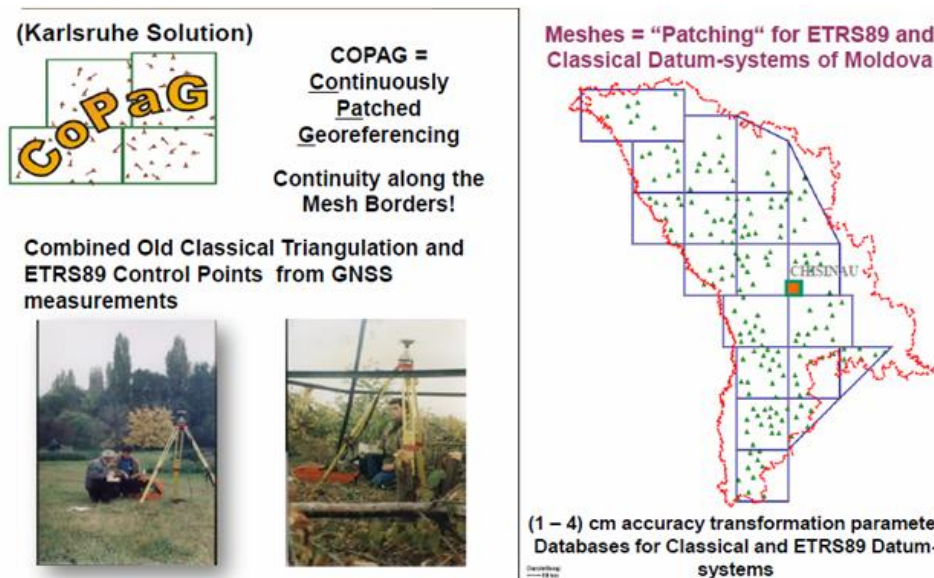 (Karlsruhe Solution)
CoPaG
COPAG =
Continuously
Patched
Georeferencing
Continuity along the
Mesh Borders!
Combined Old Classical Triangulation and
ETRS89 Control Points from GNSS
measurements
Meshes = “Patching” for ETRS89 and
Classical Datum-systems of Moldova
CHISINAU
(1 – 4) cm accuracy transformation paramete
Databases for Classical and ETRS89 Datum-
systems